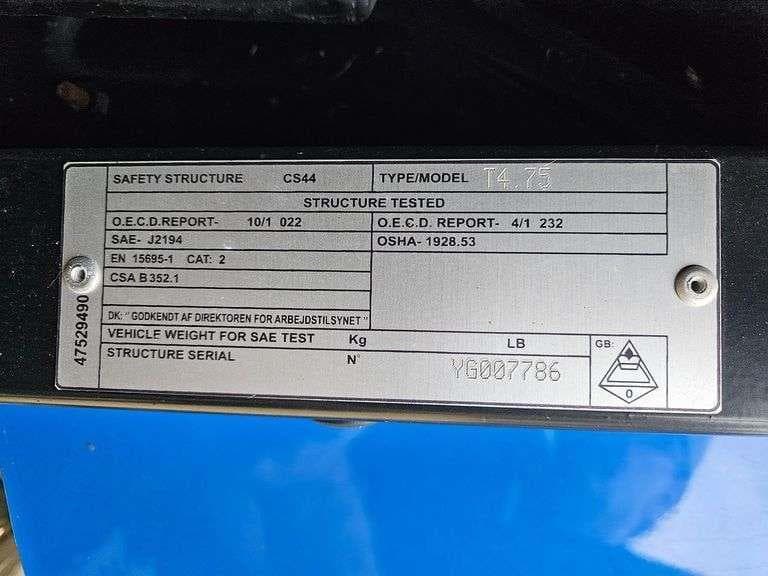 SAFETY STRUCTURE CS44 TYPE/MODEL T4.75
STRUCTURE TESTED
O.E.C.D.REPORT- 10/1 022 O.E.C.D. REPORT- 4/1 232
SAE- J2194 OSHA- 1928.53
EN 15695-1 CAT: 2
CSA B352.1
DK: "GODKENDT AF DIREKTOREN FOR ARBEJDSTILSYNET"
VEHICLE WEIGHT FOR SAE TEST Kg LB GB:
STRUCTURE SERIAL N° YG007786
0
47529490